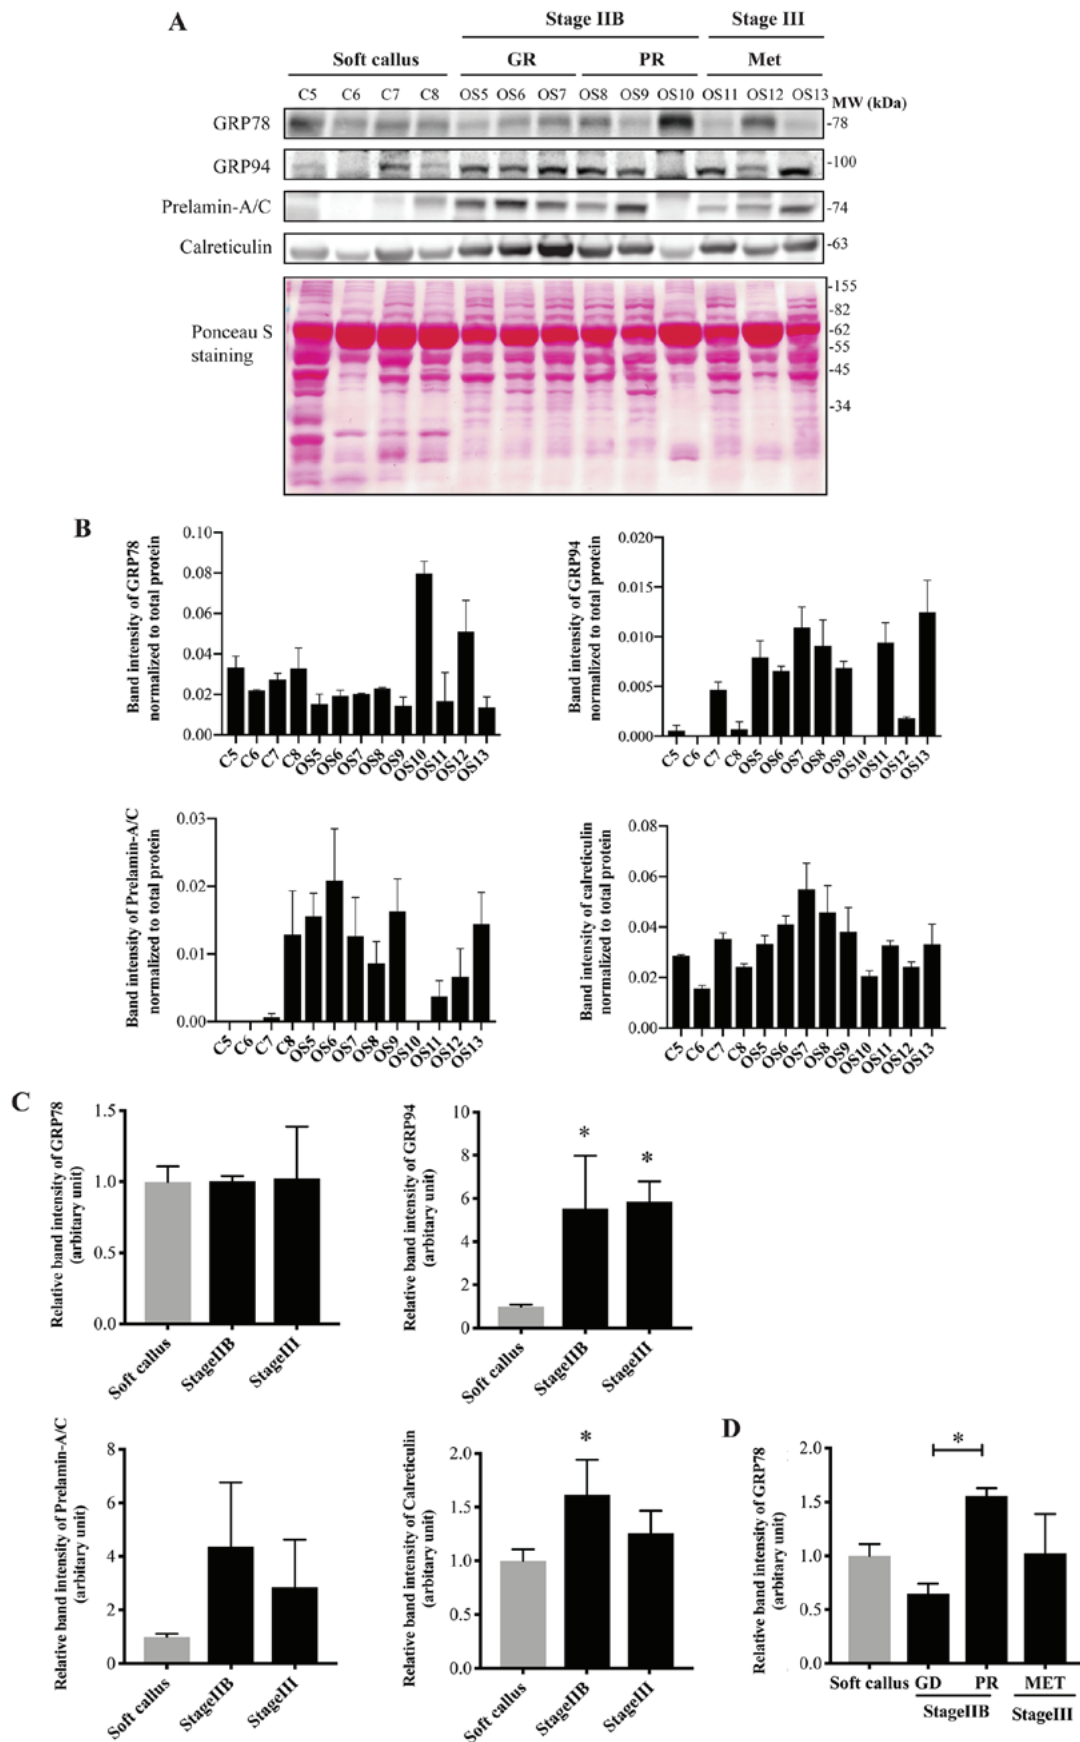 A
Stage IIB Stage III
Soft callus GR PR Met
C5 C6 C7 C8 OS5 OS6 OS7 OS8 OS9 OS10 OS11 OS12 OS13 MW (kDa)
GRP78 -78
GRP94 -100
Prelamin-A/C -74
Calreticulin -63
Ponceau S
staining
-155
-82
-62
-55
-45
-34
B
Band intensity of GRP78
normalized to total protein
0.10
0.08
0.06
0.04
0.02
0.00
C5 C6 C7 C8 OS5 OS6 OS7 OS8 OS9 OS10 OS11 OS12 OS13
Band intensity of GRP94
normalized to total protein
0.020
0.015
0.010
0.005
0.000
C5 C6 C7 C8 OS5 OS6 OS7 OS8 OS9 OS10 OS11 OS12 OS13
Band intensity of Prelamin-A/C
normalized to total protein
0.03
0.02
0.01
0.00
C5 C6 C7 C8 OS5 OS6 OS7 OS8 OS9 OS10 OS11 OS12 OS13
Band intensity of calreticulin
normalized to total protein
0.08
0.06
0.04
0.02
0.00
C5 C6 C7 C8 OS5 OS6 OS7 OS8 OS9 OS10 OS11 OS12 OS13
C
Relative band intensity of GRP78
(arbitary unit)
1.5
1.0
0.5
0.0
Soft callus StageIIB StageIII
Relative band intensity of GRP94
(arbitary unit)
10
8
6
4
2
0
* *
Soft callus StageIIB StageIII
Relative band intensity of Prelamin-A/C
(arbitary unit)
8
6
4
2
0
Soft callus StageIIB StageIII
Relative band intensity of Calreticulin
(arbitary unit)
2.0
1.5
1.0
0.5
0.0
*
Soft callus StageIIB StageIII
D
Relative band intensity of GRP78
(arbitary unit)
2.0
1.5
1.0
0.5
0.0
*
Soft callus GD PR MET
StageIIB StageIII